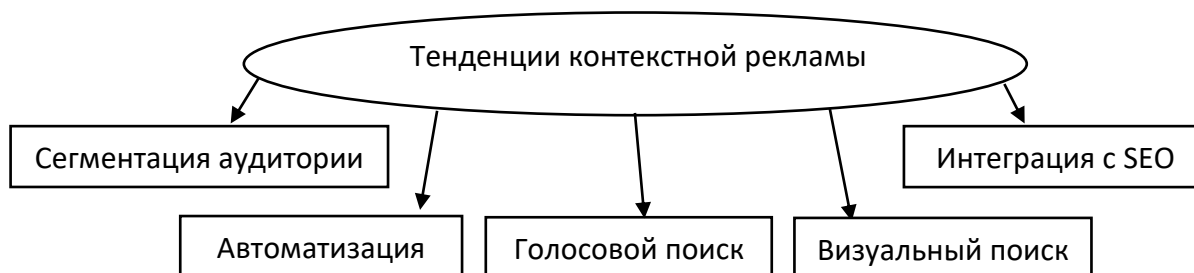 Тенденции контекстной рекламы
Сегментация аудитории
Интеграция с SEO
Автоматизация
Голосовой поиск
Визуальный поиск